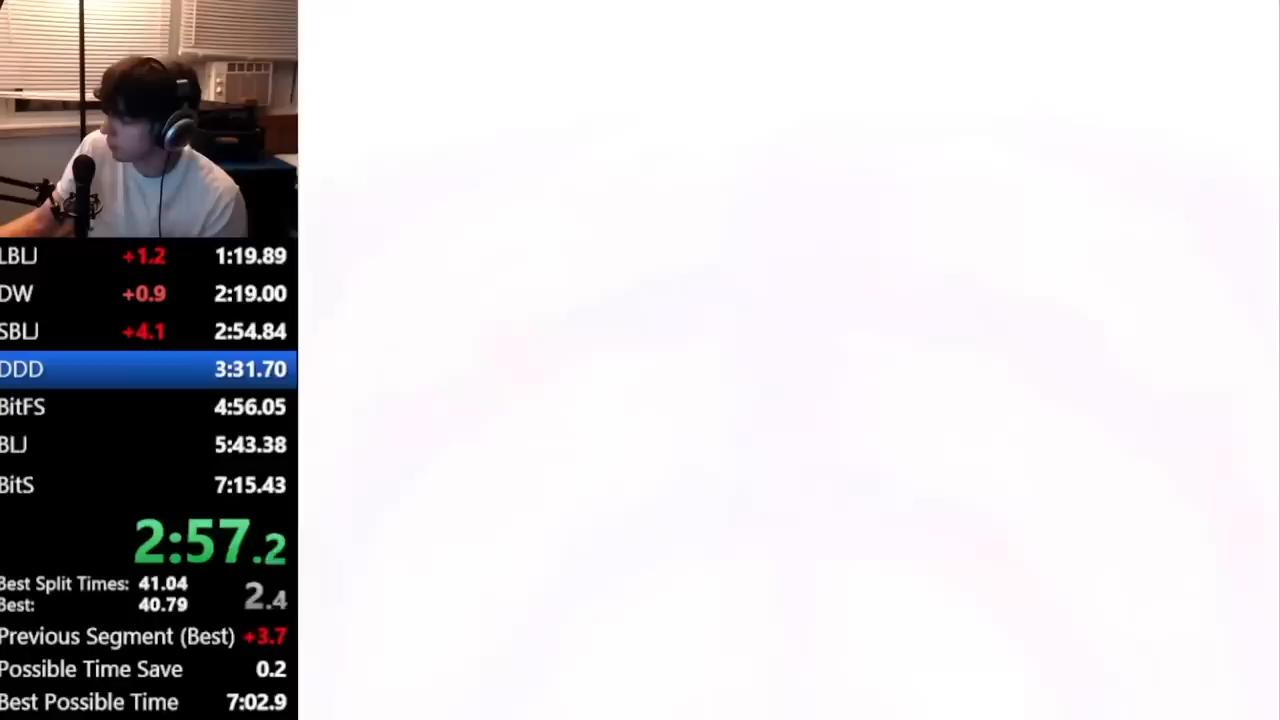 LBLJ +1.2 1:19.89
DW +0.9 2:19.00
SBLJ +4.1 2:54.84
DDD 3:31.70
BitFS 4:56.05
BLJ 5:43.38
BitS 7:15.43
2:57.2
Best Split Times: 41.04
Best: 40.79
2.4
Previous Segment (Best) +3.7
Possible Time Save 0.2
Best Possible Time 7:02.9